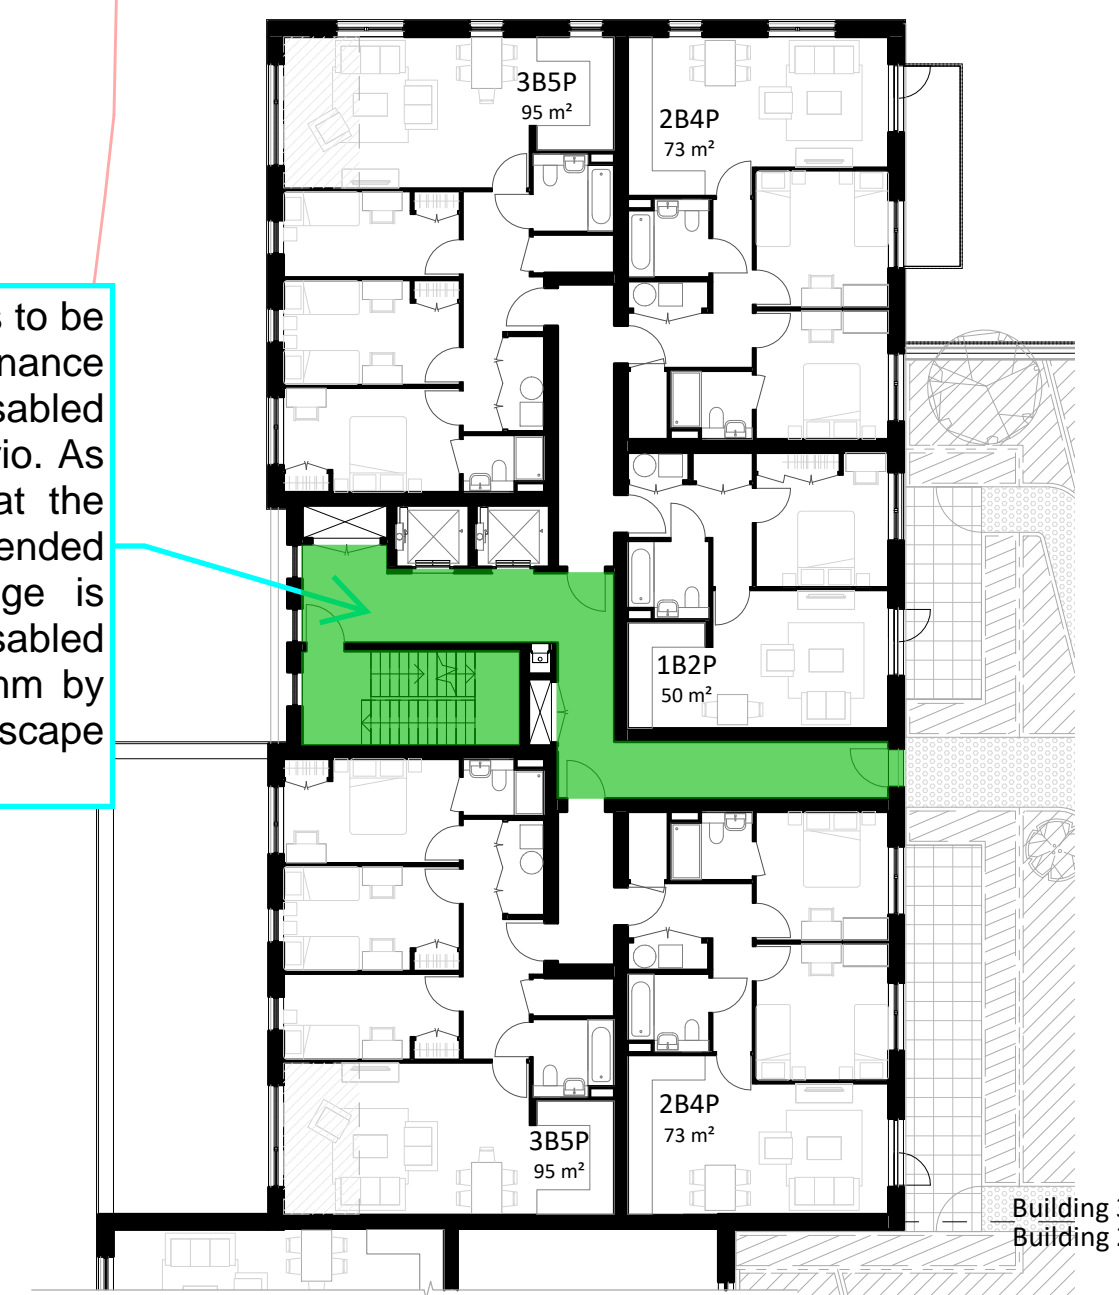 3B5P
95 m²
2B4P
73 m²
s to be
nance
sabled
rio. As
at the
ended
ge is
sabled
nm by
scape
1B2P
50 m²
2B4P
73 m²
3B5P
95 m²
Building
Building